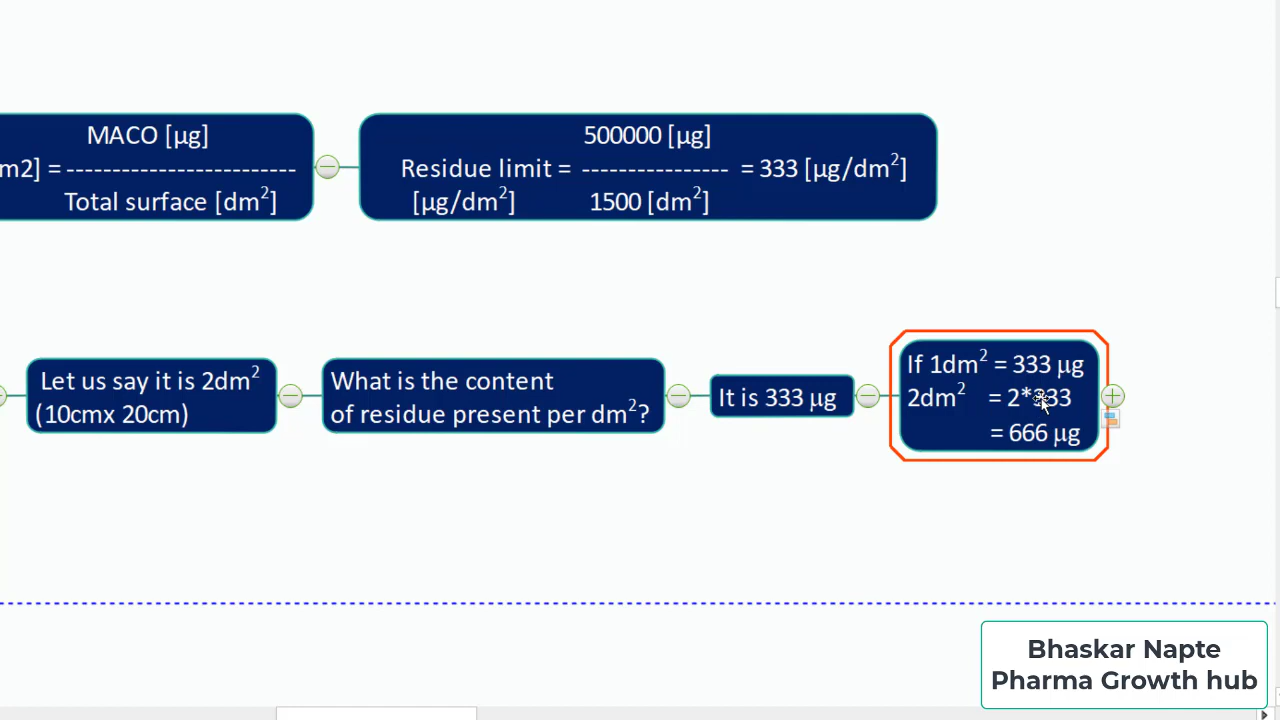 MACO [µg]
m2] = -------------------------
Total surface [dm²]
500000 [µg]
Residue limit = ---------------- = 333 [µg/dm²]
[µg/dm²] 1500 [dm²]
Let us say it is 2dm²
(10cmx 20cm)
What is the content
of residue present per dm²?
It is 333 µg
If 1dm² = 333 µg
2dm² = 2*333
= 666 µg
Bhaskar Napte
Pharma Growth hub